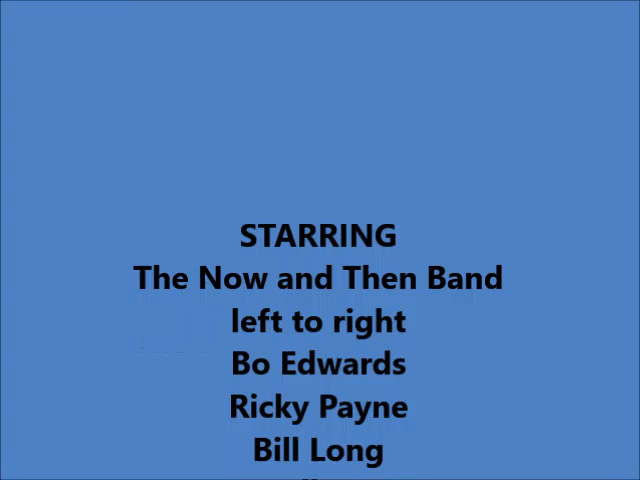 STARRING
The Now and Then Band
left to right
Bo Edwards
Ricky Payne
Bill Long